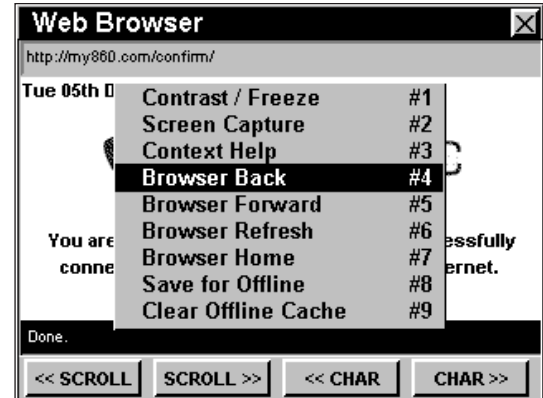 Web Browser
http://my860.com/confirm/
Tue 05th D
Contrast / Freeze #1
Screen Capture #2
Context Help #3
Browser Back #4
Browser Forward #5
Browser Refresh #6
Browser Home #7
Save for Offline #8
Clear Offline Cache #9
You are
essfully
conne
ernet.
Done.
<< SCROLL SCROLL >> << CHAR CHAR >>